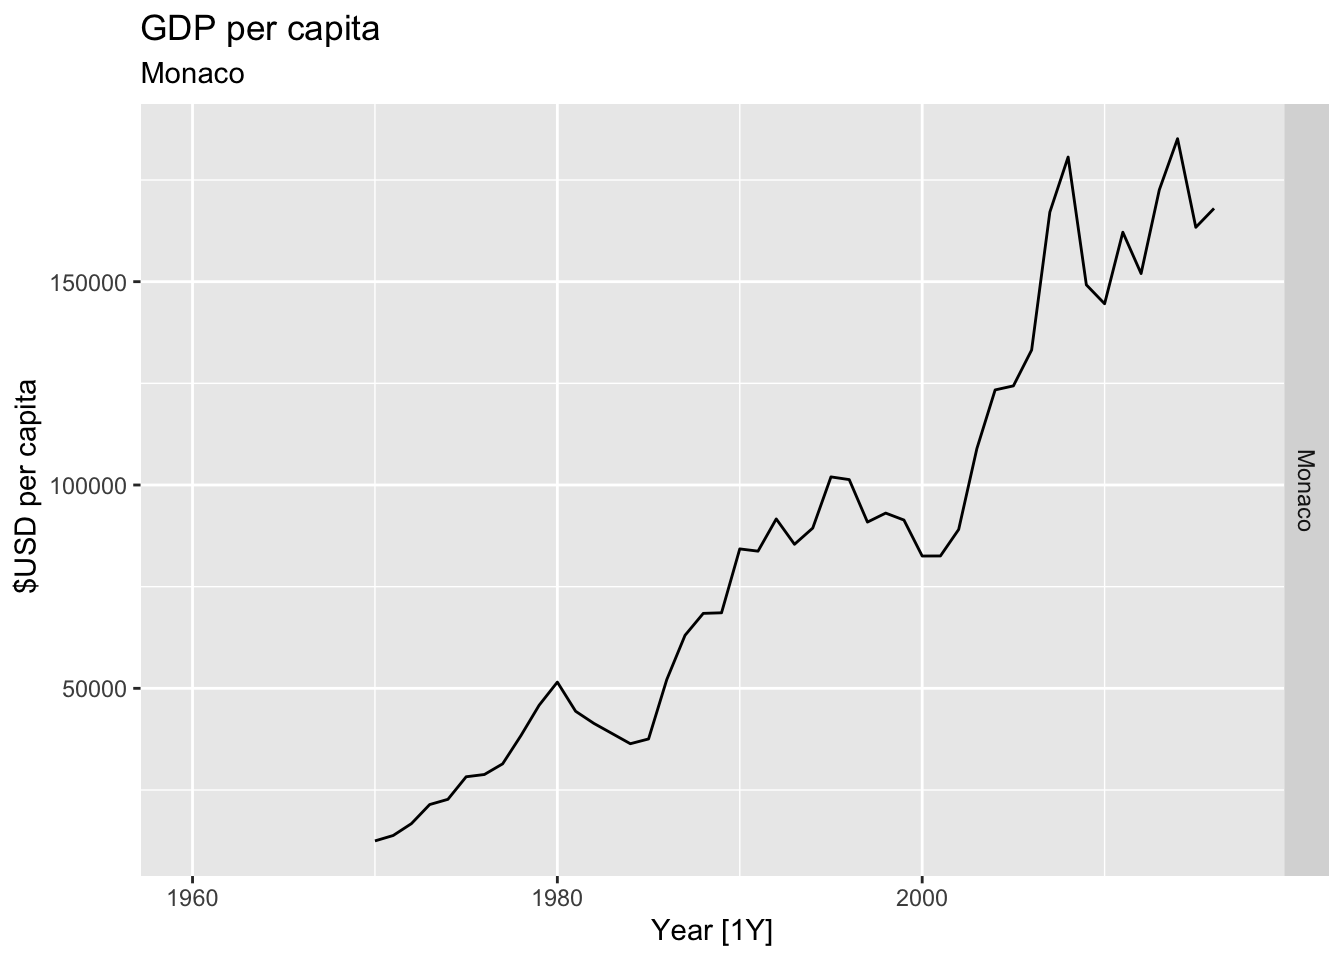 GDP per capita
Monaco
150000
100000
50000
$USD per capita
Monaco
1960
1980
2000
Year [1Y]